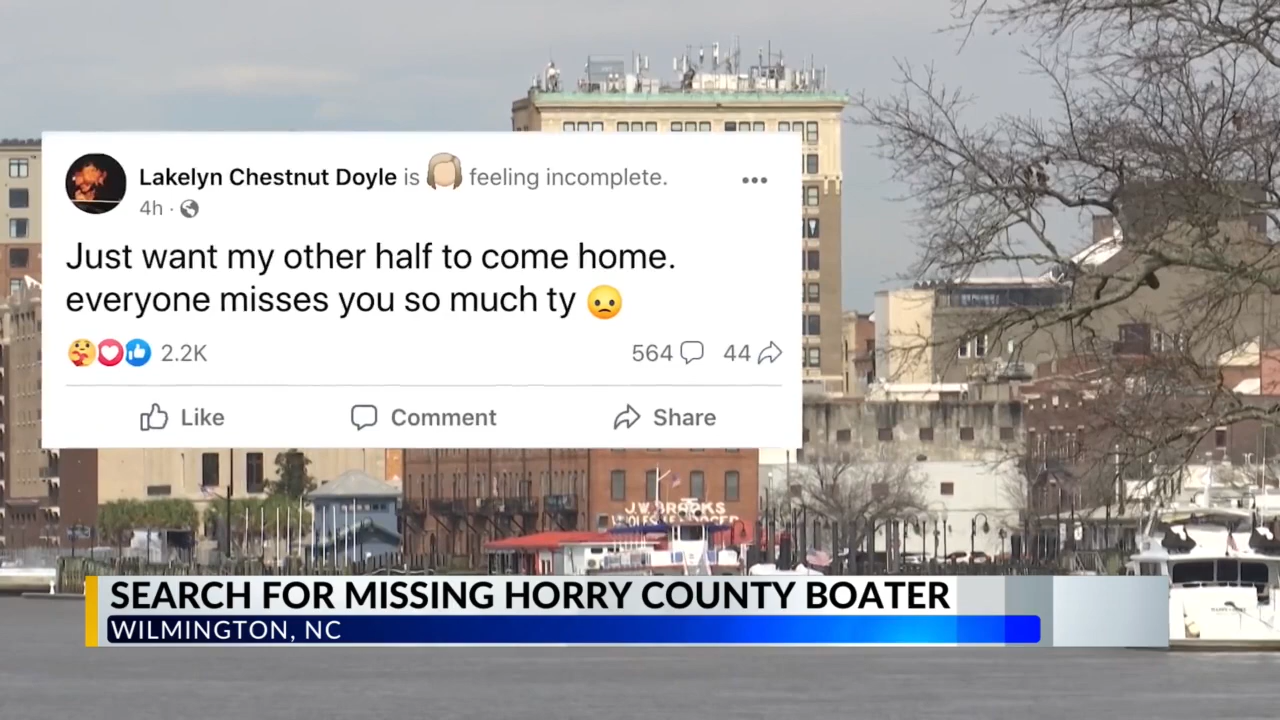 Lakelyn Chestnut Doyle is feeling incomplete.
4h ·
Just want my other half to come home.
everyone misses you so much ty
2.2K
564
44
Like
Comment
Share
J.W. BROOKS
SEARCH FOR MISSING HORRY COUNTY BOATER
WILMINGTON, NC